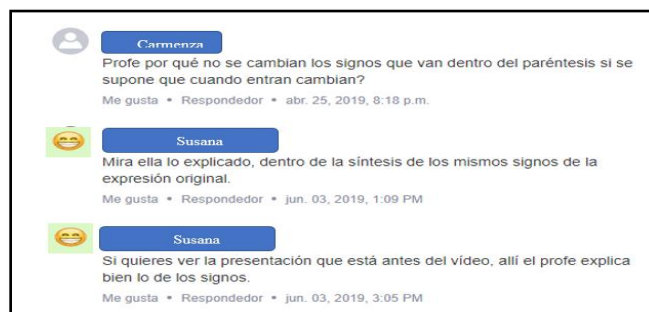 Carmenza
Profe por qué no se cambian los signos que van dentro del paréntesis si se
supone que cuando entran cambian?
Me gusta • Respondedor • abr. 25, 2019, 8:18 p.m.
Susana
Mira ella lo explicado, dentro de la síntesis de los mismos signos de la
expresión original.
Me gusta • Respondedor • jun. 03, 2019, 1:09 PM
Susana
Si quieres ver la presentación que está antes del vídeo, allí el profe explica
bien lo de los signos.
Me gusta • Respondedor • jun. 03, 2019, 3:05 PM